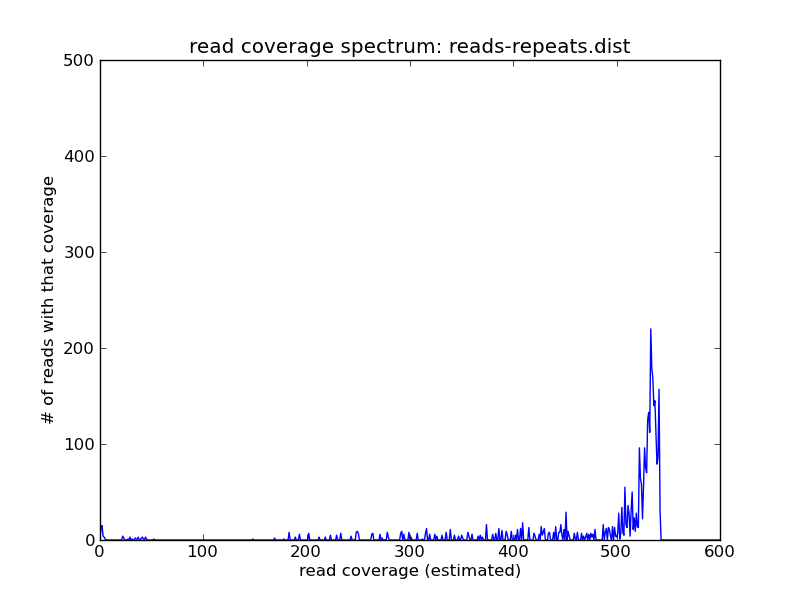 read coverage spectrum: reads-repeats.dist
500
400
300
200
100
0
# of reads with that coverage
0 100 200 300 400 500 600
read coverage (estimated)